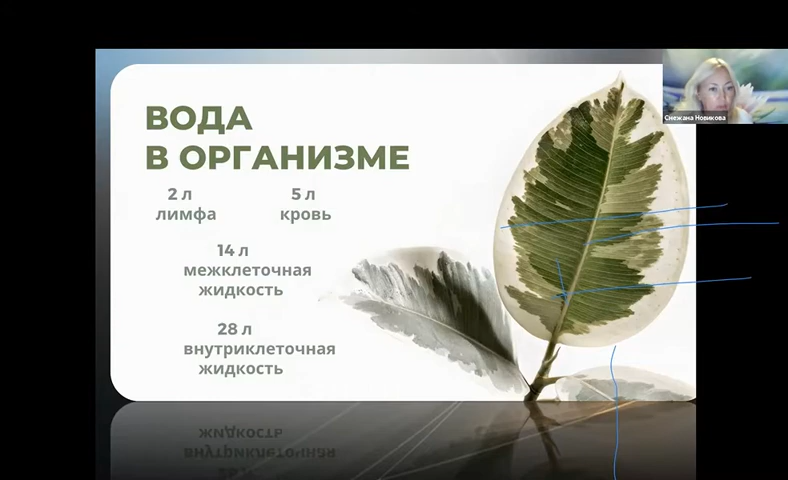 ВОДА
В ОРГАНИЗМЕ
2 л
лимфа
5 л
кровь
14 л
межклеточная
жидкость
28 л
внутриклеточная
жидкость
Снежана Новикова